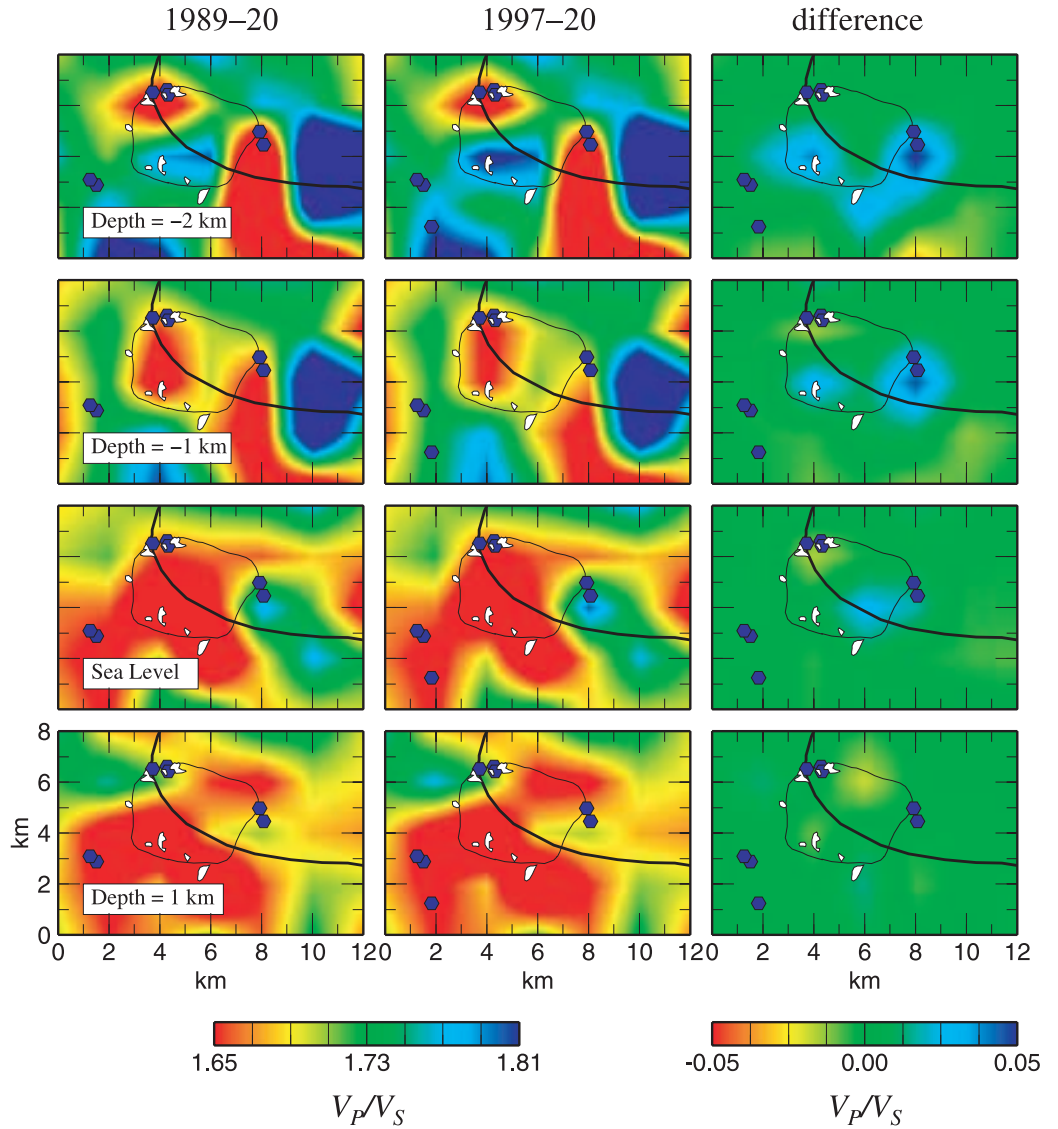 1989–20 1997–20 difference
Depth = −2 km
Depth = −1 km
Sea Level
8
6
4
2
0
km
Depth = 1 km
0 2 4 6 8 10 12 0 2 4 6 8 10 12 0 2 4 6 8 10 12
km km km
1.65 1.73 1.81 -0.05 0.00 0.05
VP/VS VP/VS